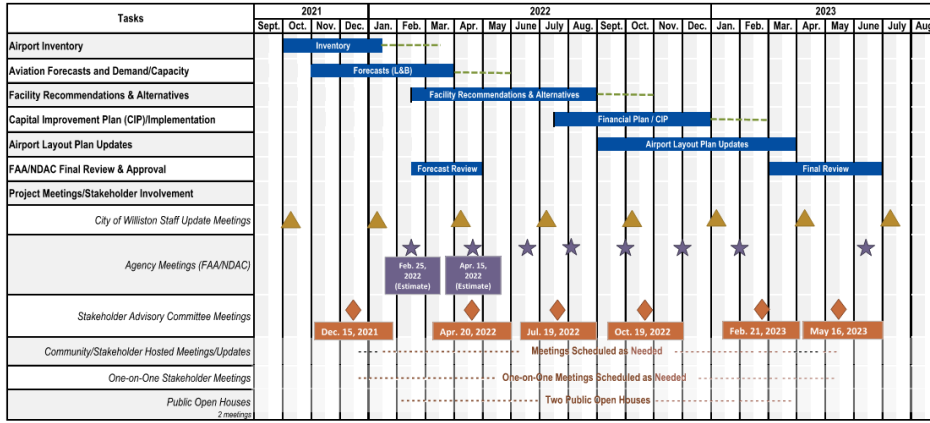 Tasks
2021
2022
2023
Sept. Oct. Nov. Dec. Jan. Feb. Mar. Apr. May June July Aug. Sept. Oct. Nov. Dec. Jan. Feb. Mar. Apr. May June July Aug
Airport Inventory
Inventory
Aviation Forecasts and Demand/Capacity
Forecasts (L&B)
Facility Recommendations & Alternatives
Facility Recommendations & Alternatives
Capital Improvement Plan (CIP)/Implementation
Financial Plan / CIP
Airport Layout Plan Updates
Airport Layout Plan Updates
FAA/NDAC Final Review & Approval
Forecast Review
Final Review
Project Meetings/Stakeholder Involvement
City of Williston Staff Update Meetings
Agency Meetings (FAA/NDAC)
Feb. 25,
2022
(Estimate)
Apr. 15,
2022
(Estimate)
Stakeholder Advisory Committee Meetings
Dec. 15, 2021
Apr. 20, 2022
Jul. 19, 2022
Oct. 19, 2022
Feb. 21, 2023
May 16, 2023
Community/Stakeholder Hosted Meetings/Updates
Meetings Scheduled as Needed
One-on-One Stakeholder Meetings
One-on-One Meetings Scheduled as Needed
Public Open Houses
2 meetings
Two Public Open Houses